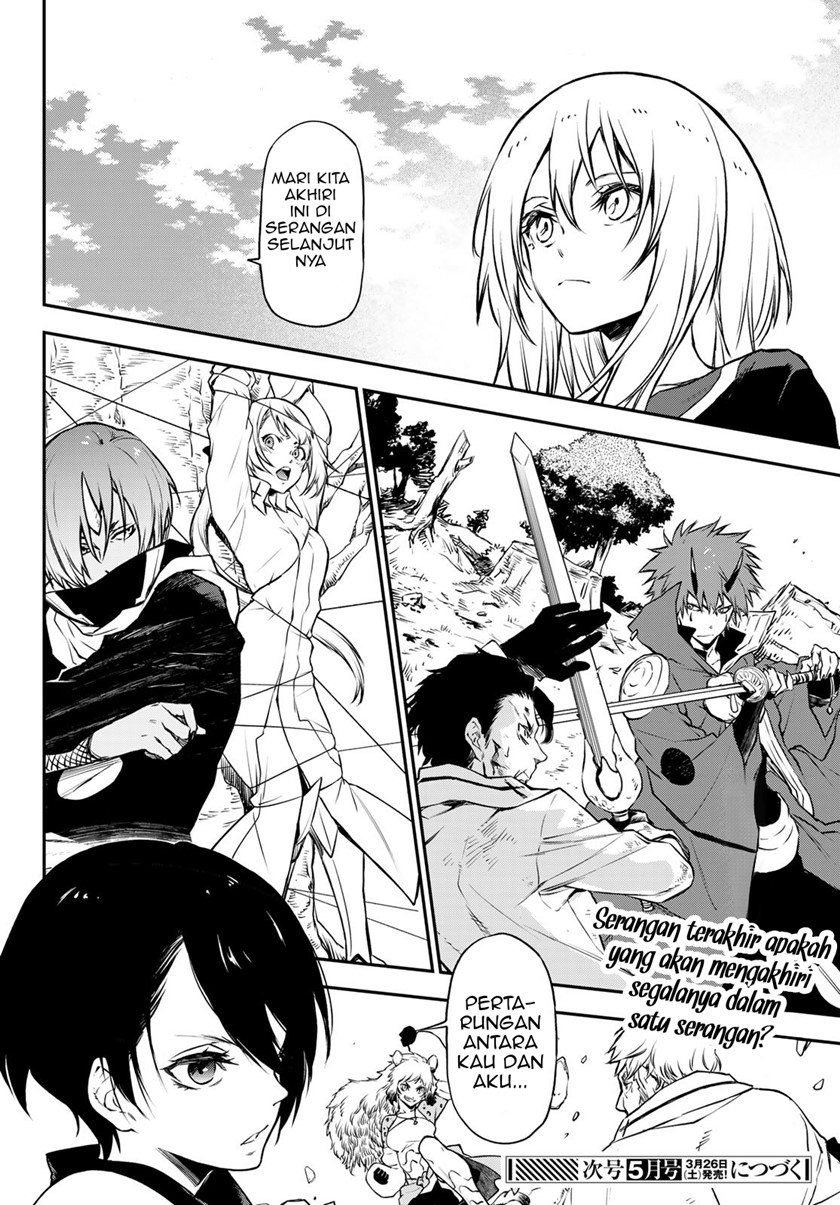 MARI KITA
AKHIRI
INI DI
SERANGAN
SELANJUT
NYA
Serangan terakhir apakah
yang akan mengakhiri
segalanya dalam
satu serangan?
PERTA-
RUNGAN
ANTARA
KAU DAN
AKU...
次号5月号3月26日(土)発売!につづく